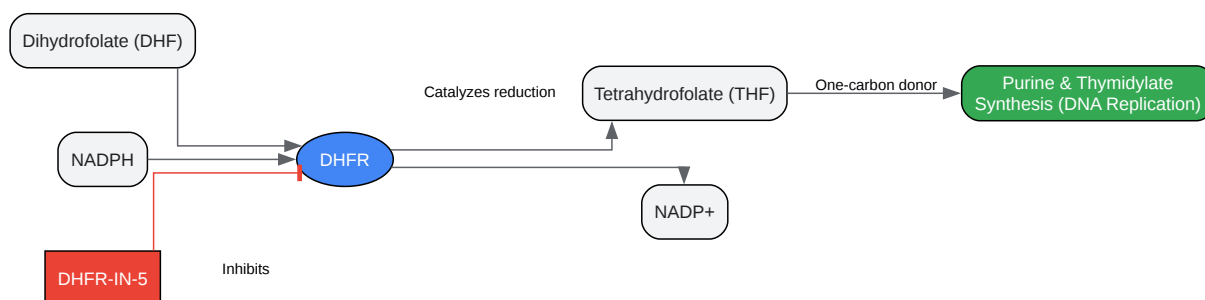 Dihydrofolate (DHF)
Catalyzes reduction
Tetrahydrofolate (THF)
One-carbon donor
Purine & Thymidylate
Synthesis (DNA Replication)
NADPH
DHFR
NADP+
DHFR-IN-5
Inhibits